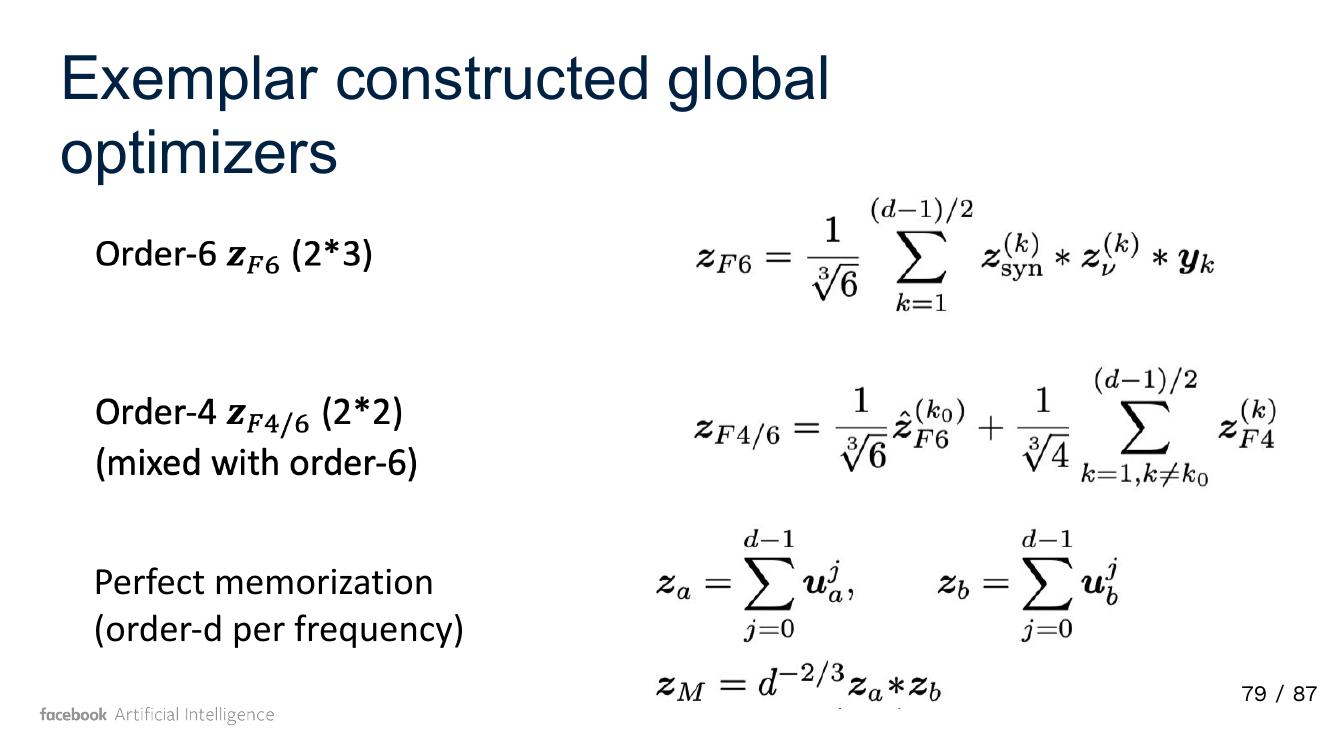 Exemplar constructed global
optimizers
Order-6 $\boldsymbol{z}_{F6}$ (2*3)
$\boldsymbol{z}_{F6} = \frac{1}{\sqrt[3]{6}} \sum_{k=1}^{(d-1)/2} \boldsymbol{z}_{\text{syn}}^{(k)} * \boldsymbol{z}_{\nu}^{(k)} * \boldsymbol{y}_k$
Order-4 $\boldsymbol{z}_{F4/6}$ (2*2)
(mixed with order-6)
$\boldsymbol{z}_{F4/6} = \frac{1}{\sqrt[3]{6}} \hat{\boldsymbol{z}}_{F6}^{(k_0)} + \frac{1}{\sqrt[3]{4}} \sum_{k=1, k \neq k_0}^{(d-1)/2} \boldsymbol{z}_{F4}^{(k)}$
Perfect memorization
(order-d per frequency)
$\boldsymbol{z}_a = \sum_{j=0}^{d-1} \boldsymbol{u}_a^j, \quad \boldsymbol{z}_b = \sum_{j=0}^{d-1} \boldsymbol{u}_b^j$
$\boldsymbol{z}_M = d^{-2/3} \boldsymbol{z}_a * \boldsymbol{z}_b$
79 / 87
facebook Artificial Intelligence